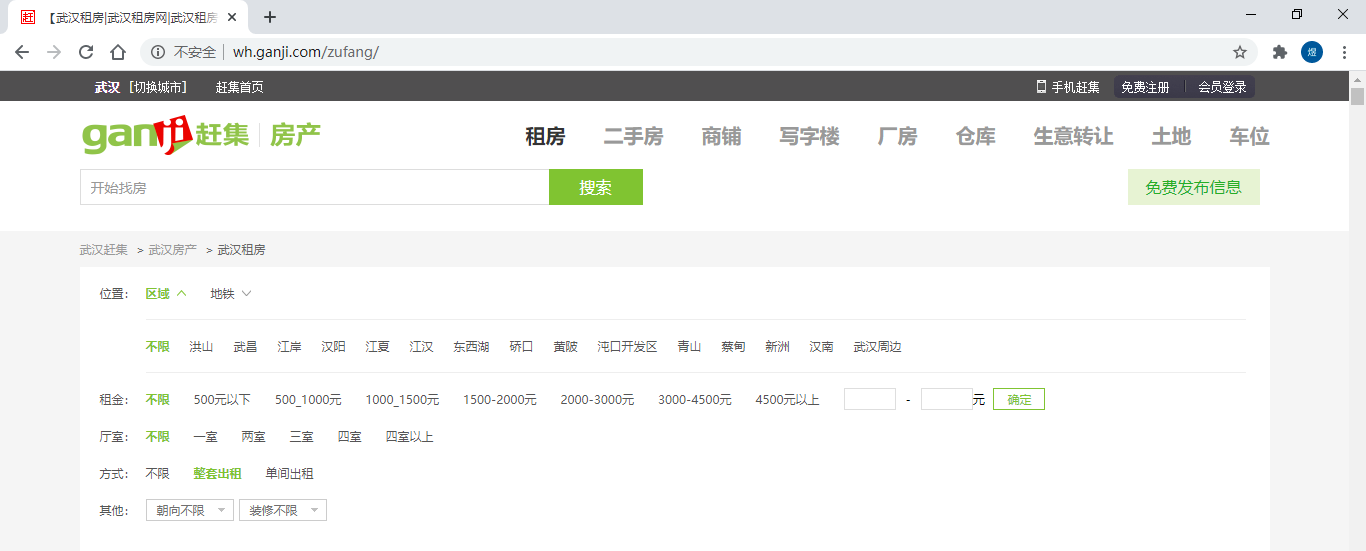 赶 【武汉租房|武汉租房网|武汉租房
不安全 wh.ganji.com/zufang/ 煜
武汉 [切换城市] 赶集首页 手机赶集 免费注册 会员登录
ganji 赶集 房产 租房 二手房 商铺 写字楼 厂房 仓库 生意转让 土地 车位
开始找房 搜索 免费发布信息
武汉赶集 > 武汉房产 > 武汉租房
位置: 区域 地铁
不限 洪山 武昌 江岸 汉阳 江夏 江汉 东西湖 硚口 黄陂 沌口开发区 青山 蔡甸 新洲 汉南 武汉周边
租金: 不限 500元以下 500_1000元 1000_1500元 1500-2000元 2000-3000元 3000-4500元 4500元以上 - 元 确定
厅室: 不限 一室 两室 三室 四室 四室以上
方式: 不限 整套出租 单间出租
其他: 朝向不限 装修不限